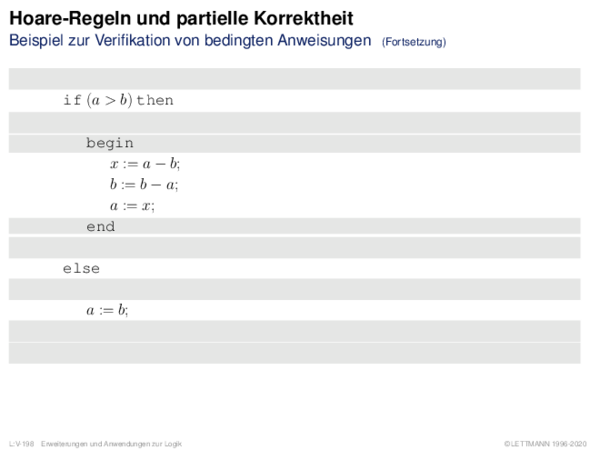 Hoare-Regeln und partielle Korrektheit
Beispiel zur Verifikation von bedingten Anweisungen (Fortsetzung)
if (a > b) then
begin
x := a − b;
b := b − a;
a := x;
end
else
a := b;
L:V-198 Erweiterungen und Anwendungen zur Logik ©LETTMANN 1996-2020